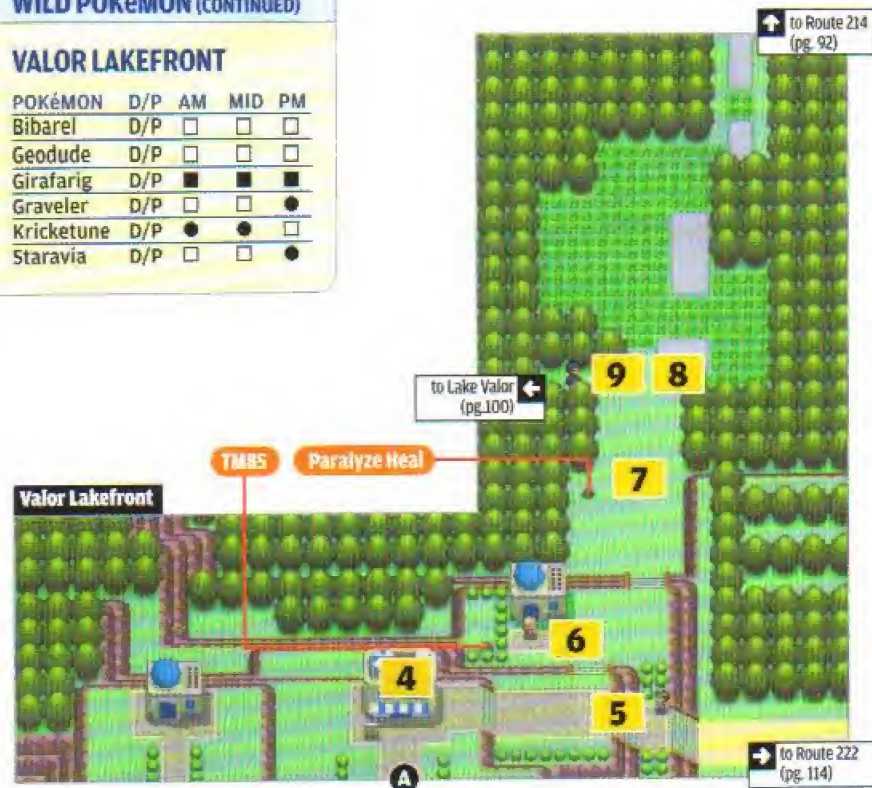 WILD POKéMON (CONTINUED)
VALOR LAKEFRONT
POKéMON D/P AM MID PM
Bibarel D/P □ □ □
Geodude D/P □ □ □
Girafarig D/P ■ ■ ■
Graveler D/P □ □ ●
Kricketune D/P ● ● □
Staravia D/P □ □ ●
to Route 214
(pg. 92)
9 8
to Lake Valor
(pg.100)
TM85 Paralyze Heal
7
Valor Lakefront
6
4
5
A
to Route 222
(pg. 114)